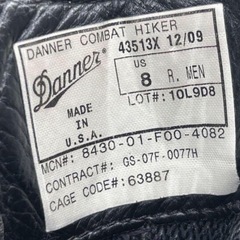 DANNER COMBAT HIKER
43513X 12/09
Danner
US
8 R. MEN
LOT#: 10L9D8
MADE
IN
U.S.A.
MCN#: 8430-01-F00-4082
CONTRACT#: GS-07F-0077H
CAGE CODE#: 63887